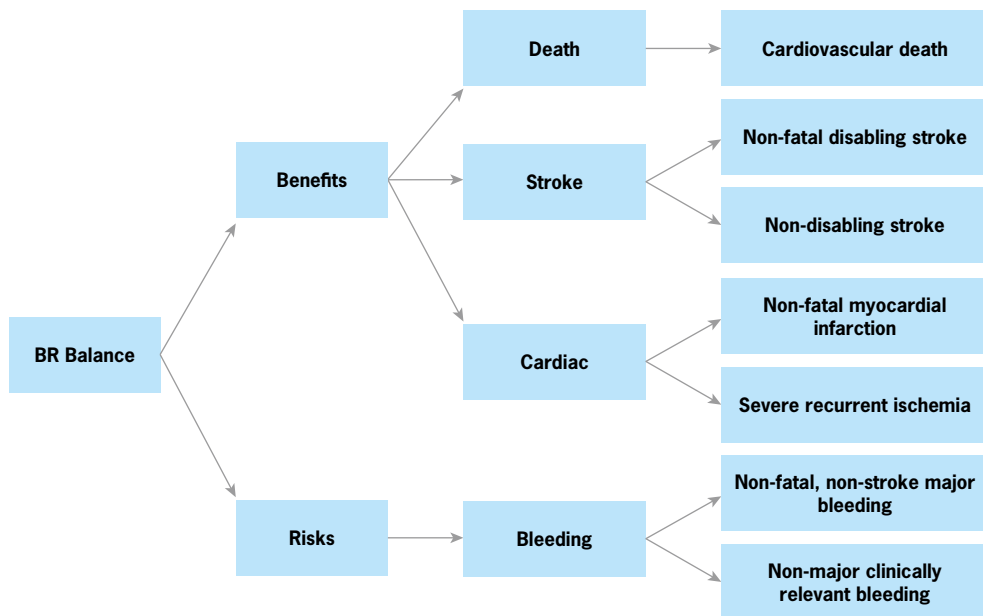 Death
Cardiovascular death
Benefits
Stroke
Non-fatal disabling stroke
Non-disabling stroke
BR Balance
Cardiac
Non-fatal myocardial
infarction
Severe recurrent ischemia
Risks
Bleeding
Non-fatal, non-stroke major
bleeding
Non-major clinically
relevant bleeding